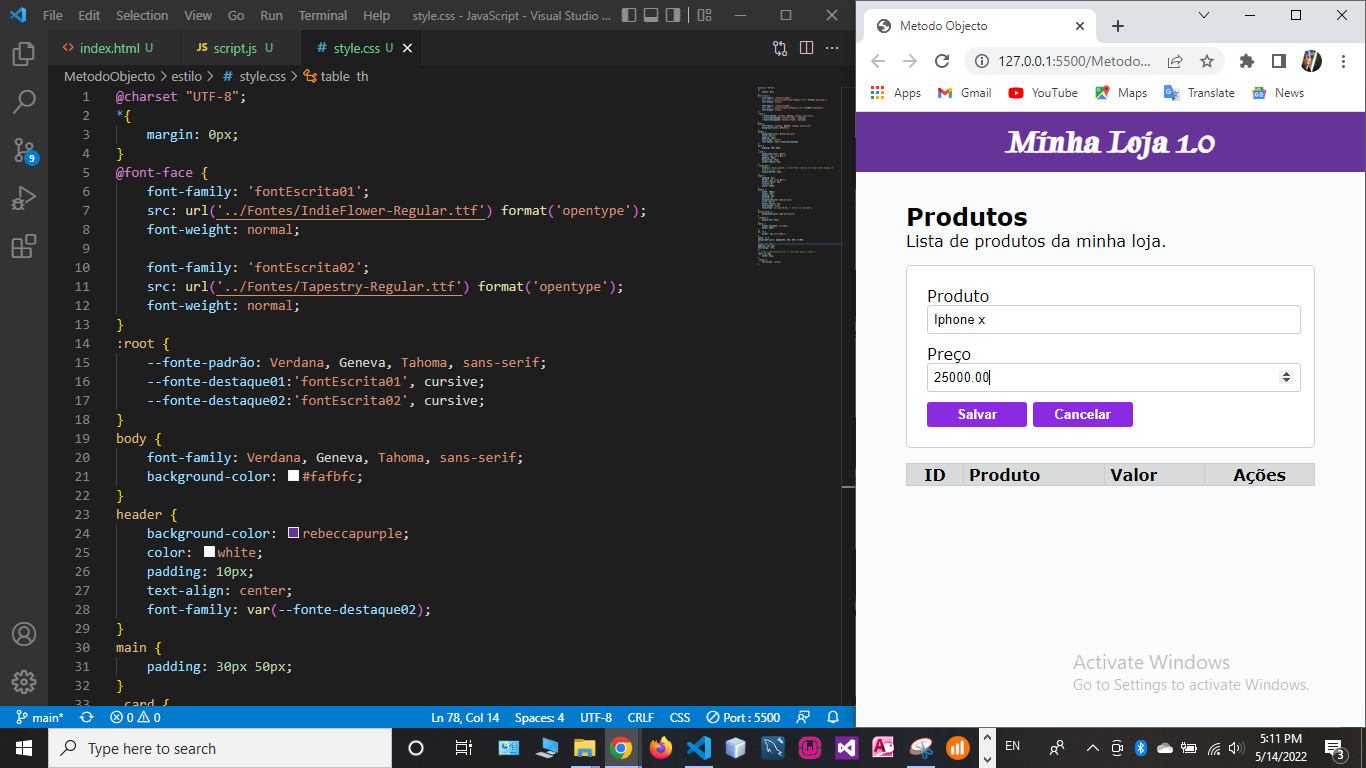 File Edit Selection View Go Run Terminal Help style.css - JavaScript - Visual Studio ...
index.html U JS script.js U # style.css U
MetodoObjecto > estilo > # style.css > table th
1 @charset "UTF-8";
2 *{
3 margin: 0px;
4 }
5 @font-face {
6 font-family: 'fontEscrita01';
7 src: url('../Fontes/IndieFlower-Regular.ttf') format('opentype');
8 font-weight: normal;
9
10 font-family: 'fontEscrita02';
11 src: url('../Fontes/Tapestry-Regular.ttf') format('opentype');
12 font-weight: normal;
13 }
14 :root {
15 --fonte-padrão: Verdana, Geneva, Tahoma, sans-serif;
16 --fonte-destaque01:'fontEscrita01', cursive;
17 --fonte-destaque02:'fontEscrita02', cursive;
18 }
19 body {
20 font-family: Verdana, Geneva, Tahoma, sans-serif;
21 background-color: #fafbfc;
22 }
23 header {
24 background-color: rebeccapurple;
25 color: white;
26 padding: 10px;
27 text-align: center;
28 font-family: var(--fonte-destaque02);
29 }
30 main {
31 padding: 30px 50px;
32 }
33 .card {
9
main* 0 0 Ln 78, Col 14 Spaces: 4 UTF-8 CRLF CSS Port : 5500
Metodo Objecto
127.0.0.1:5500/Metodo...
Apps Gmail YouTube Maps Translate News
Minha Loja 1.0
Produtos
Lista de produtos da minha loja.
Produto
Iphone x
Preço
25000.00
Salvar Cancelar
ID Produto Valor Ações
Activate Windows
Go to Settings to activate Windows.
Type here to search
EN
5:11 PM
5/14/2022
3